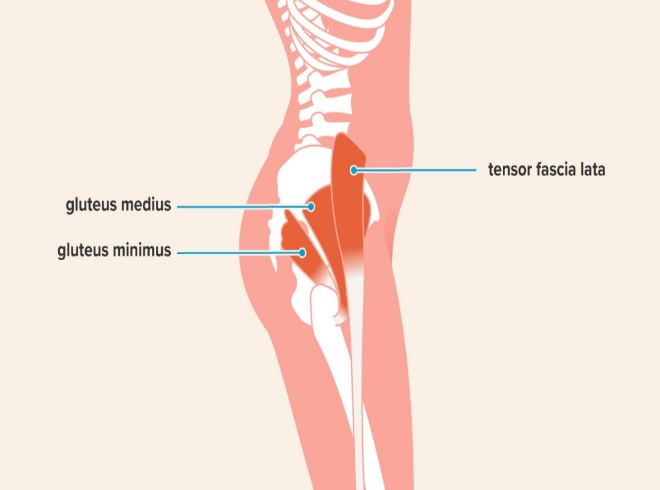 tensor fascia lata
gluteus medius
gluteus minimus